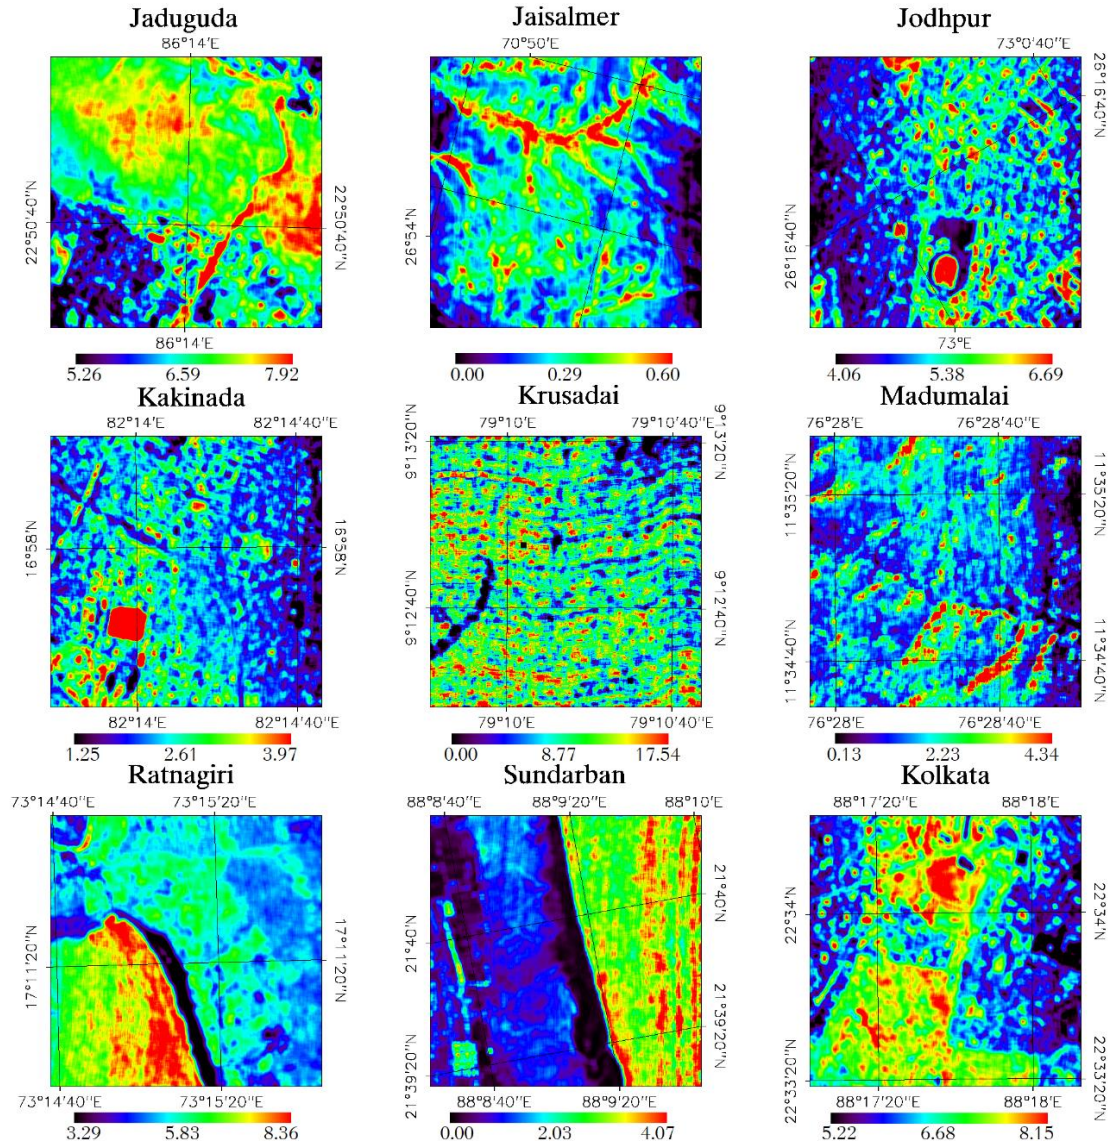 Jaduguda
86°14'E
22°50'40''N
22°50'40''N
86°14'E
5.26 6.59 7.92
Jaisalmer
70°50'E
26°54'N
0.00 0.29 0.60
Jodhpur
73°0'40''E
26°16'40''N
26°16'40''N
73°E
4.06 5.38 6.69
Kakinada
82°14'E 82°14'40''E
16°58'N
16°58'N
82°14'E 82°14'40''E
1.25 2.61 3.97
Krusadai
79°10'E 79°10'40''E
9°13'20''N
9°12'40''N
9°13'20''N
9°12'40''N
79°10'E 79°10'40''E
0.00 8.77 17.54
Madumalai
76°28'E 76°28'40''E
11°35'20''N
11°34'40''N
11°35'20''N
11°34'40''N
76°28'E 76°28'40''E
0.13 2.23 4.34
Ratnagiri
73°14'40''E 73°15'20''E
17°11'20''N
17°11'20''N
73°14'40''E 73°15'20''E
3.29 5.83 8.36
Sundarban
88°8'40''E 88°9'20''E 88°10'E
21°40'N
21°39'20''N
21°40'N
21°39'20''N
88°8'40''E 88°9'20''E
0.00 2.03 4.07
Kolkata
88°17'20''E 88°18'E
22°34'N
22°33'20''N
22°34'N
22°33'20''N
88°17'20''E 88°18'E
5.22 6.68 8.15